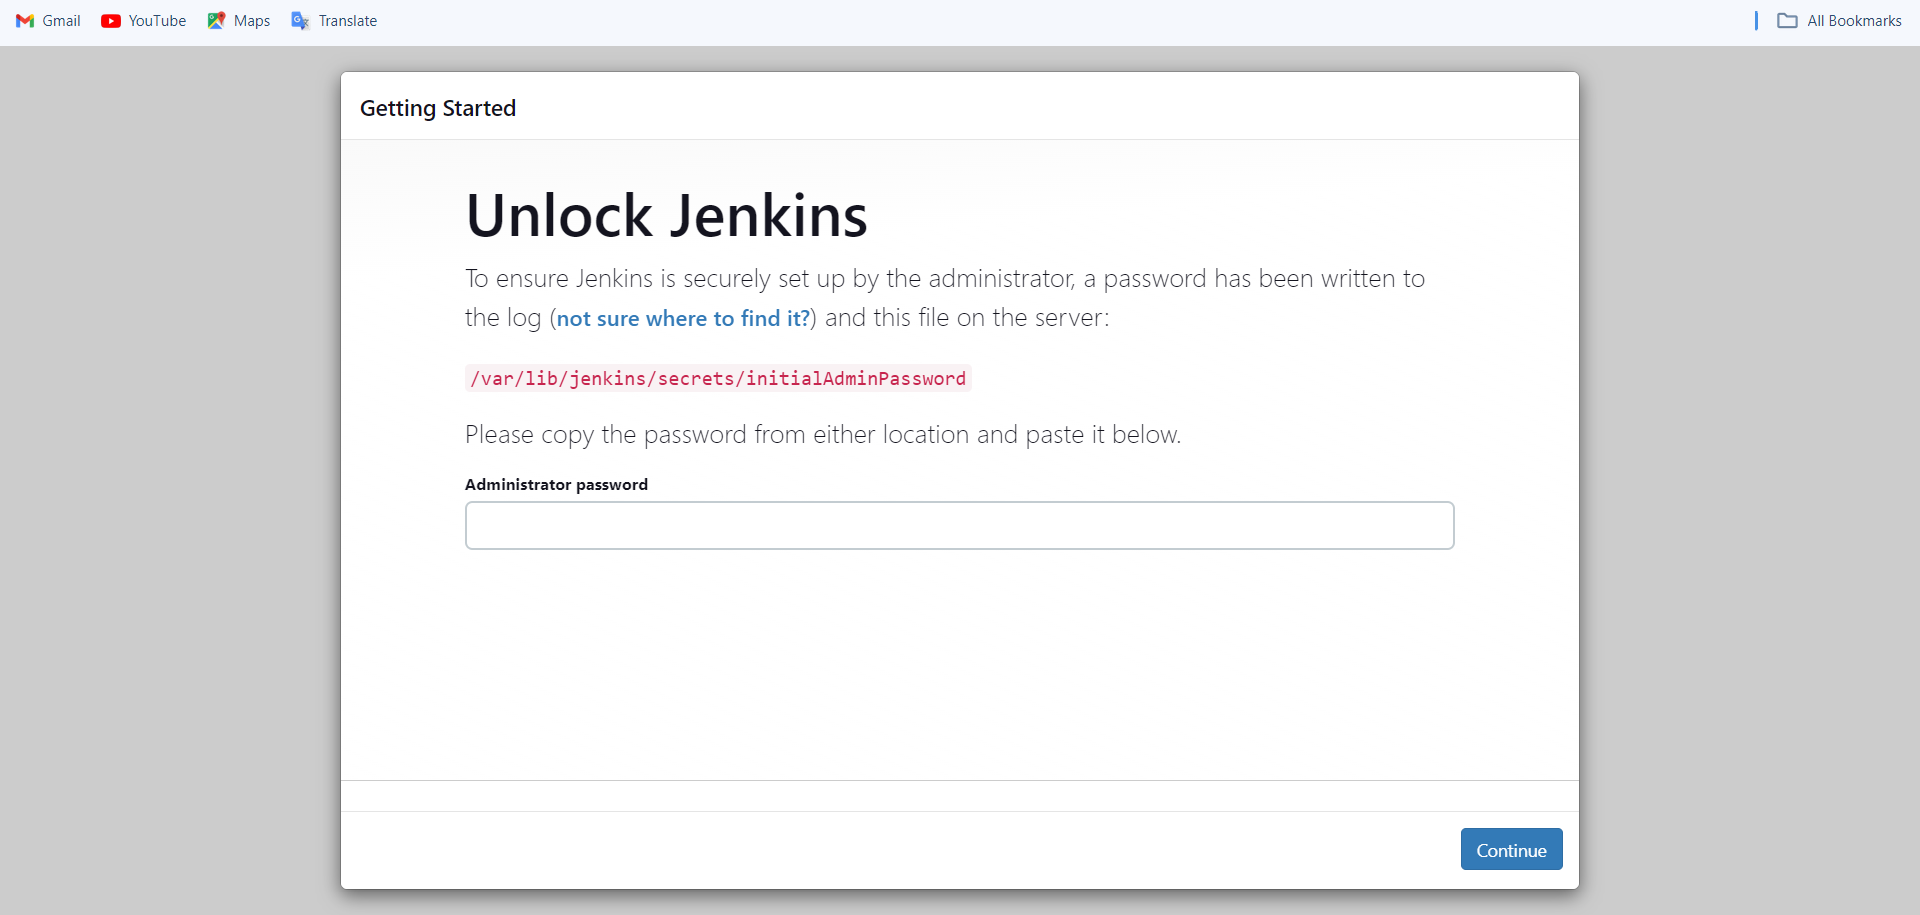 Gmail YouTube Maps Translate All Bookmarks
Getting Started
Unlock Jenkins
To ensure Jenkins is securely set up by the administrator, a password has been written to
the log (not sure where to find it?) and this file on the server:
/var/lib/jenkins/secrets/initialAdminPassword
Please copy the password from either location and paste it below.
Administrator password
Continue